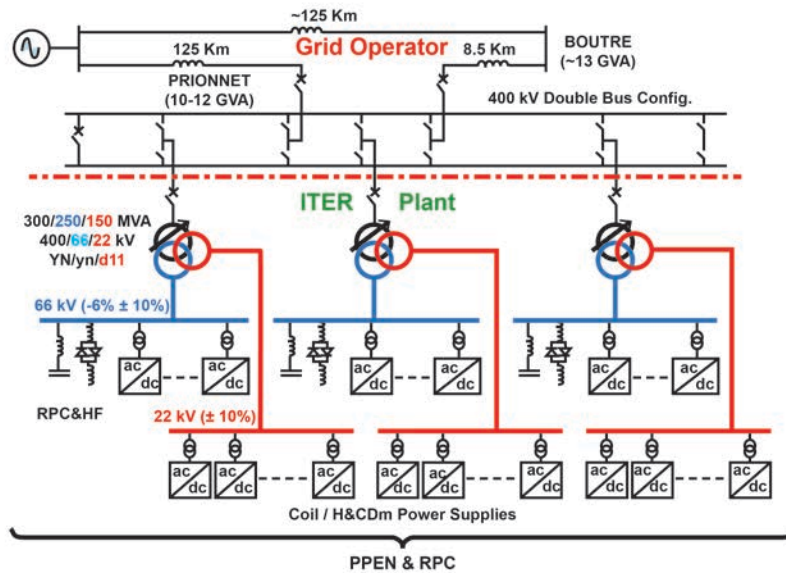 ~125 Km
125 Km
Grid Operator
8.5 Km
BOUTRE
(~13 GVA)
PRIONNET
(10-12 GVA)
400 kV Double Bus Config.
ITER Plant
300/250/150 MVA
400/66/22 kV
YN/yn/d11
66 kV (-6% ± 10%)
ac
dc
ac
dc
ac
dc
ac
dc
ac
dc
ac
dc
RPC&HF
22 kV (± 10%)
ac
dc
ac
dc
ac
dc
ac
dc
ac
dc
ac
dc
ac
dc
ac
dc
ac
dc
Coil / H&CDm Power Supplies
PPEN & RPC